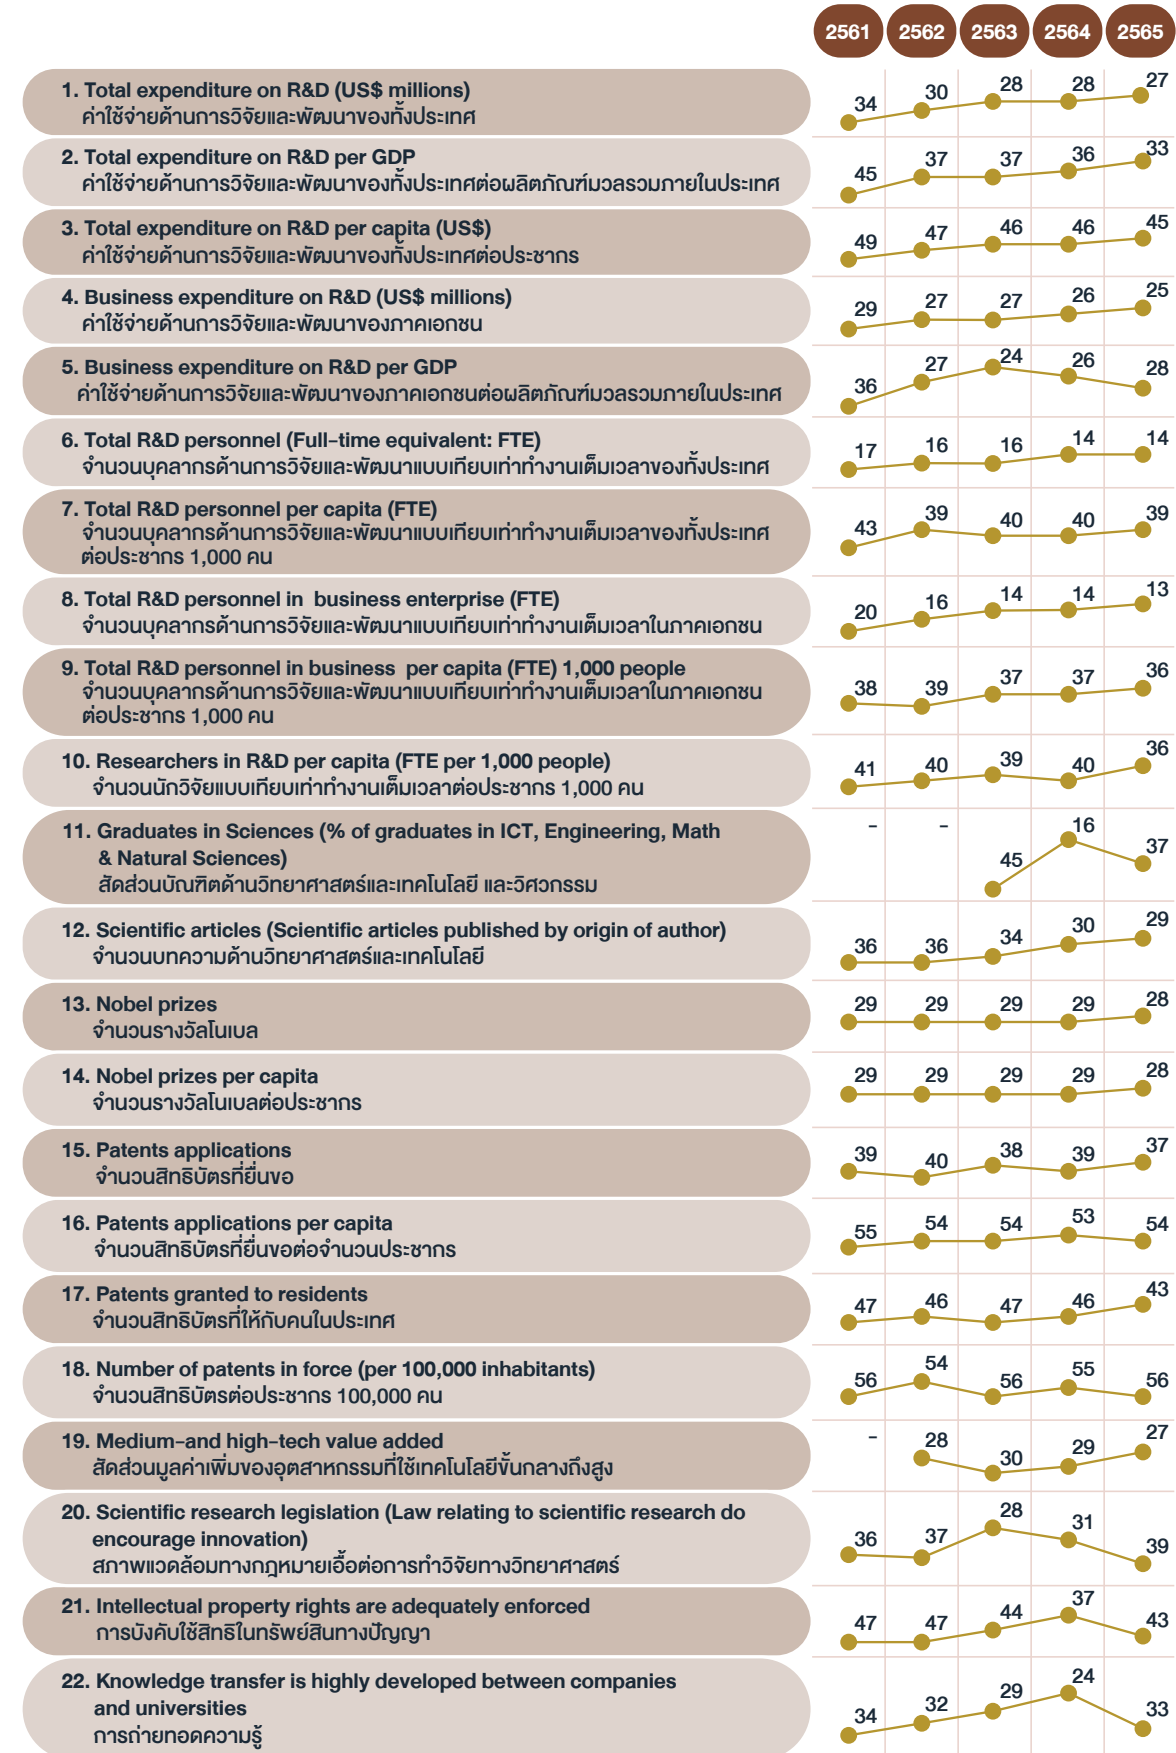 2561 2562 2563 2564 2565
1. Total expenditure on R&D (US$ millions)
ค่าใช้จ่ายด้านการวิจัยและพัฒนาของทั้งประเทศ
34 30 28 28 27
2. Total expenditure on R&D per GDP
ค่าใช้จ่ายด้านการวิจัยและพัฒนาของทั้งประเทศต่อผลิตภัณฑ์มวลรวมภายในประเทศ
45 37 37 36 33
3. Total expenditure on R&D per capita (US$)
ค่าใช้จ่ายด้านการวิจัยและพัฒนาของทั้งประเทศต่อประชากร
49 47 46 46 45
4. Business expenditure on R&D (US$ millions)
ค่าใช้จ่ายด้านการวิจัยและพัฒนาของภาคเอกชน
29 27 27 26 25
5. Business expenditure on R&D per GDP
ค่าใช้จ่ายด้านการวิจัยและพัฒนาของภาคเอกชนต่อผลิตภัณฑ์มวลรวมภายในประเทศ
36 27 24 26 28
6. Total R&D personnel (Full-time equivalent: FTE)
จำนวนบุคลากรด้านการวิจัยและพัฒนาแบบเทียบเท่าทำงานเต็มเวลาของทั้งประเทศ
17 16 16 14 14
7. Total R&D personnel per capita (FTE)
จำนวนบุคลากรด้านการวิจัยและพัฒนาแบบเทียบเท่าทำงานเต็มเวลาของทั้งประเทศ
ต่อประชากร 1,000 คน
43 39 40 40 39
8. Total R&D personnel in business enterprise (FTE)
จำนวนบุคลากรด้านการวิจัยและพัฒนาแบบเทียบเท่าทำงานเต็มเวลาในภาคเอกชน
20 16 14 14 13
9. Total R&D personnel in business per capita (FTE) 1,000 people
จำนวนบุคลากรด้านการวิจัยและพัฒนาแบบเทียบเท่าทำงานเต็มเวลาในภาคเอกชน
ต่อประชากร 1,000 คน
38 39 37 37 36
10. Researchers in R&D per capita (FTE per 1,000 people)
จำนวนนักวิจัยแบบเทียบเท่าทำงานเต็มเวลาต่อประชากร 1,000 คน
41 40 39 40 36
11. Graduates in Sciences (% of graduates in ICT, Engineering, Math
& Natural Sciences)
สัดส่วนบัณฑิตด้านวิทยาศาสตร์และเทคโนโลยี และวิศวกรรม
- - 45 16 37
12. Scientific articles (Scientific articles published by origin of author)
จำนวนบทความด้านวิทยาศาสตร์และเทคโนโลยี
36 36 34 30 29
13. Nobel prizes
จำนวนรางวัลโนเบล
29 29 29 29 28
14. Nobel prizes per capita
จำนวนรางวัลโนเบลต่อประชากร
29 29 29 29 28
15. Patents applications
จำนวนสิทธิบัตรที่ยื่นขอ
39 40 38 39 37
16. Patents applications per capita
จำนวนสิทธิบัตรที่ยื่นขอต่อจำนวนประชากร
55 54 54 53 54
17. Patents granted to residents
จำนวนสิทธิบัตรที่ให้กับคนในประเทศ
47 46 47 46 43
18. Number of patents in force (per 100,000 inhabitants)
จำนวนสิทธิบัตรต่อประชากร 100,000 คน
56 54 56 55 56
19. Medium-and high-tech value added
สัดส่วนมูลค่าเพิ่มของอุตสาหกรรมที่ใช้เทคโนโลยีขั้นกลางถึงสูง
- 28 30 29 27
20. Scientific research legislation (Law relating to scientific research do
encourage innovation)
สภาพแวดล้อมทางกฎหมายเอื้อต่อการทำวิจัยทางวิทยาศาสตร์
36 37 28 31 39
21. Intellectual property rights are adequately enforced
การบังคับใช้สิทธิในทรัพย์สินทางปัญญา
47 47 44 37 43
22. Knowledge transfer is highly developed between companies
and universities
การถ่ายทอดความรู้
34 32 29 24 33